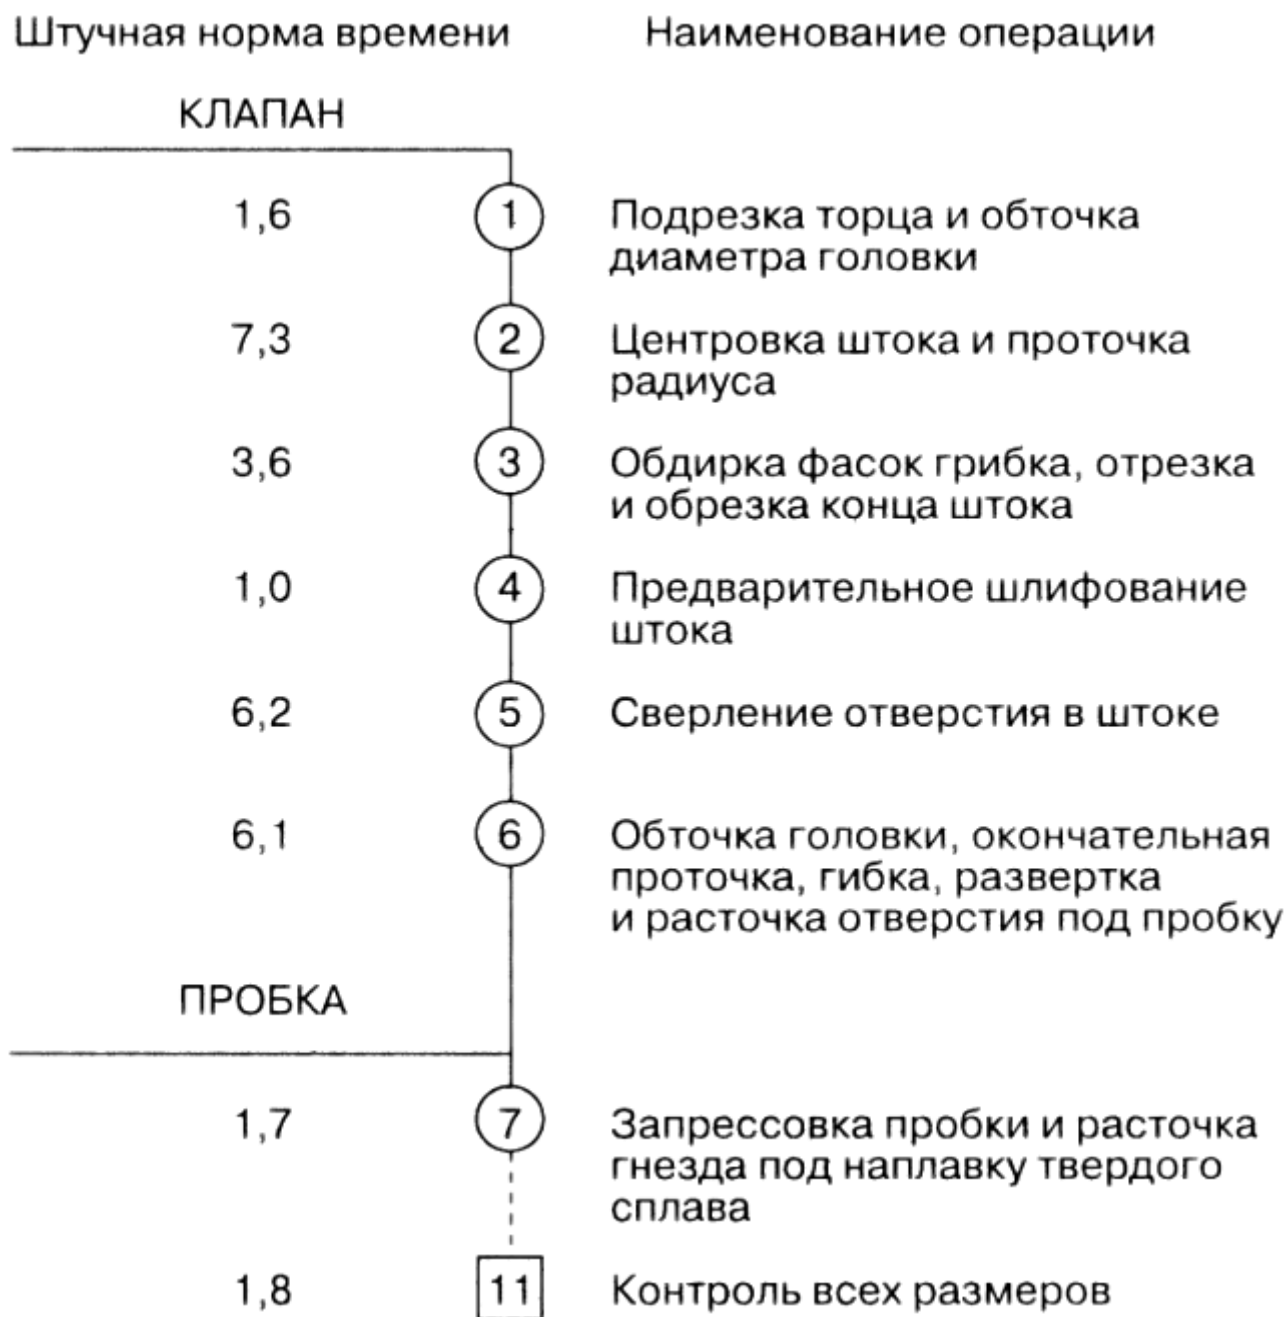 Штучная норма времени Наименование операции
КЛАПАН
1,6 1 Подрезка торца и обточка
диаметра головки
7,3 2 Центровка штока и проточка
радиуса
3,6 3 Обдирка фасок грибка, отрезка
и обрезка конца штока
1,0 4 Предварительное шлифование
штока
6,2 5 Сверление отверстия в штоке
6,1 6 Обточка головки, окончательная
проточка, гибка, развертка
и расточка отверстия под пробку
ПРОБКА
1,7 7 Запрессовка пробки и расточка
гнезда под наплавку твердого
сплава
1,8 11 Контроль всех размеров